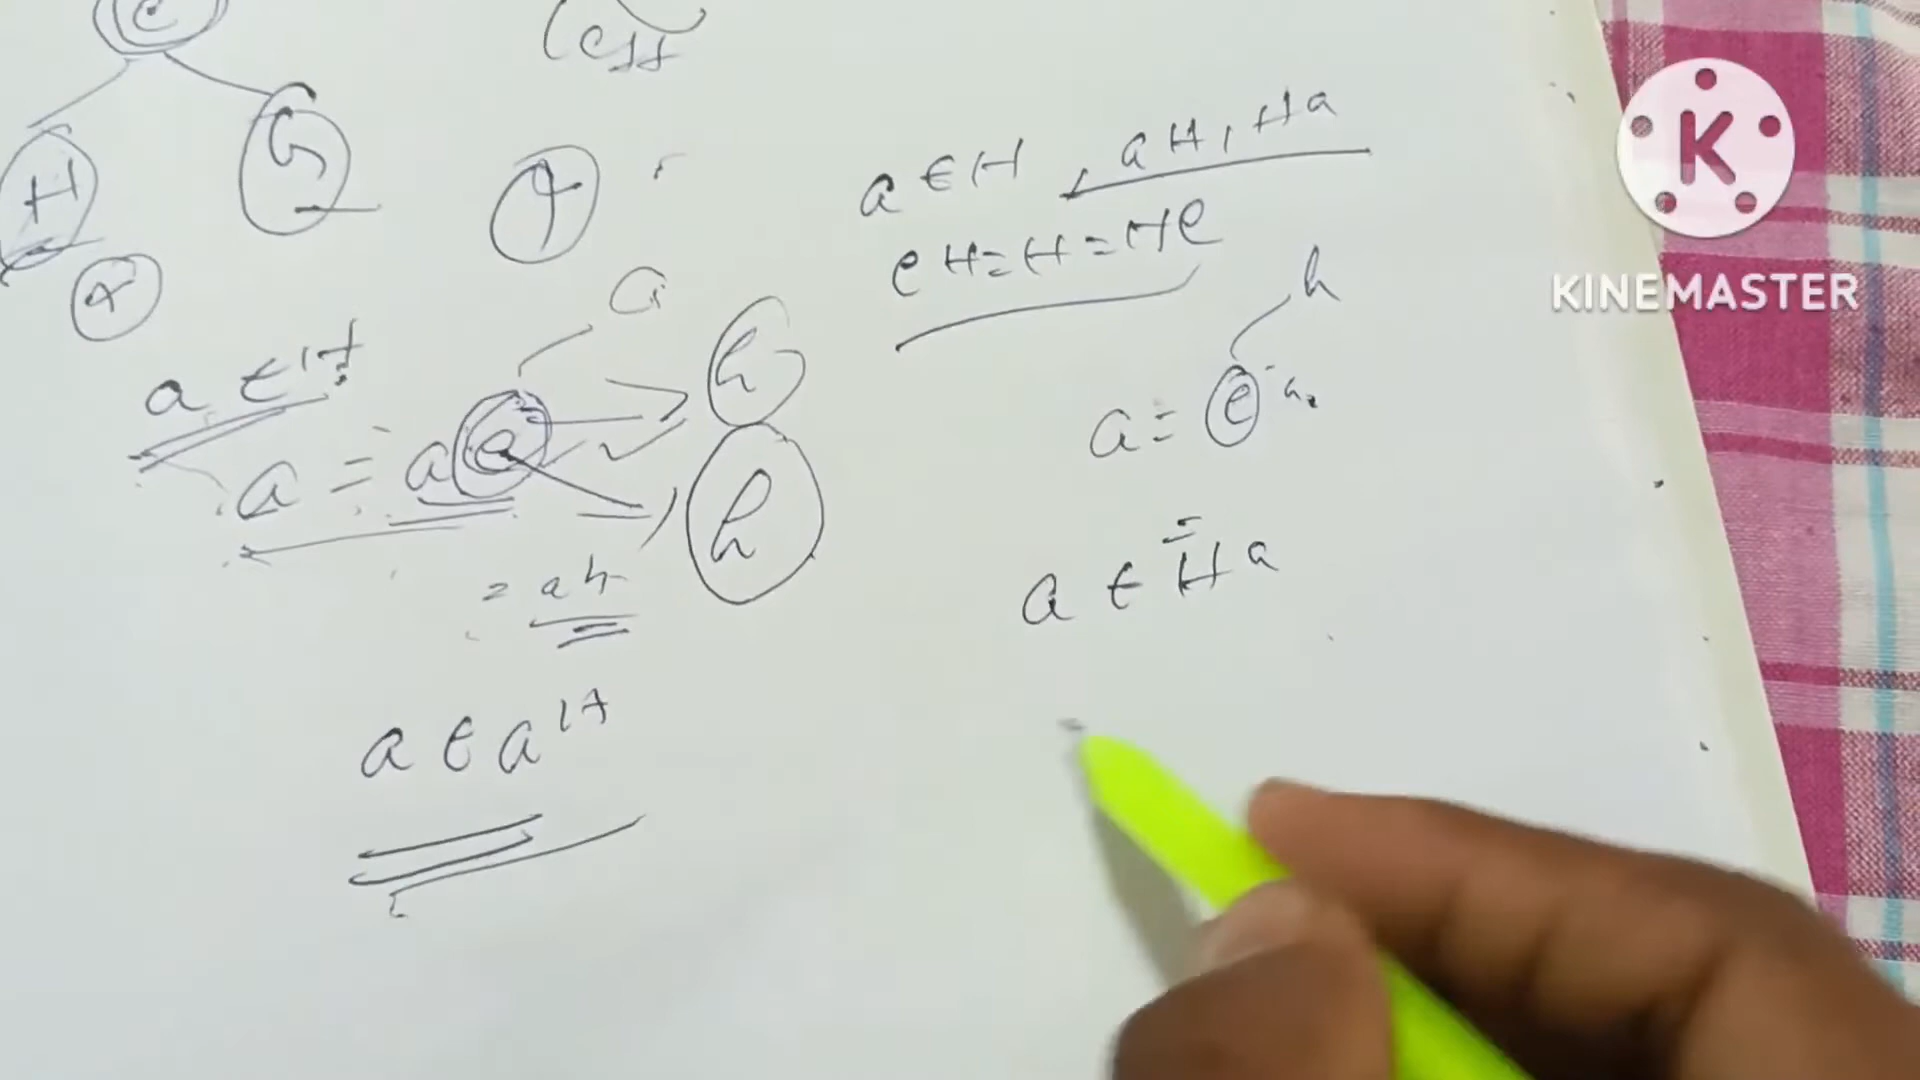 e
H G
a ∈ H, aH, Ha
eH=H=He
a ∈ H
a = ae
h
h
= ah
a ∈ aH
h
a = e·a
a ∈ Ha
K
KINEMASTER